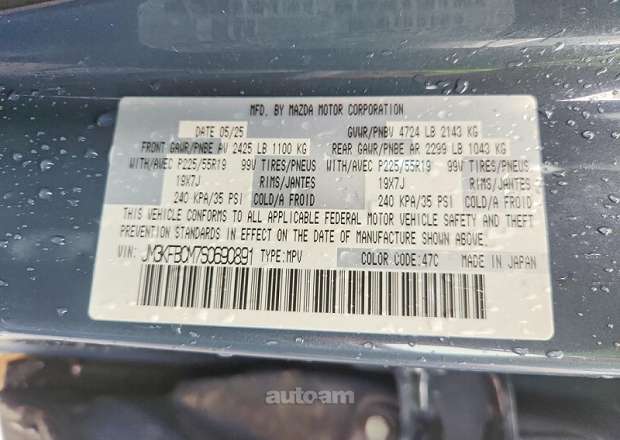 MFD. BY MAZDA MOTOR CORPORATION
DATE 05/25 GVWR/PNBV 4724 LB 2143 KG
FRONT GAWR/PNBE AV 2425 LB 1100 KG REAR GAWR/PNBE AR 2299 LB 1043 KG
WITH/AVEC P225/55R19 99V TIRES/PNEUS WITH/AVEC P225/55R19 99V TIRES/PNEUS
19X7J RIMS/JANTES 19X7J RIMS/JANTES
240 KPA/35 PSI COLD/A FROID 240 KPA/35 PSI COLD/A FROID
THIS VEHICLE CONFORMS TO ALL APPLICABLE FEDERAL MOTOR VEHICLE SAFETY AND THEFT
PREVENTION STANDARDS IN EFFECT ON THE DATE OF MANUFACTURE SHOWN ABOVE.
VIN: JM3KFBCM7S0690891 TYPE:MPV COLOR CODE:47C MADE IN JAPAN
autoam